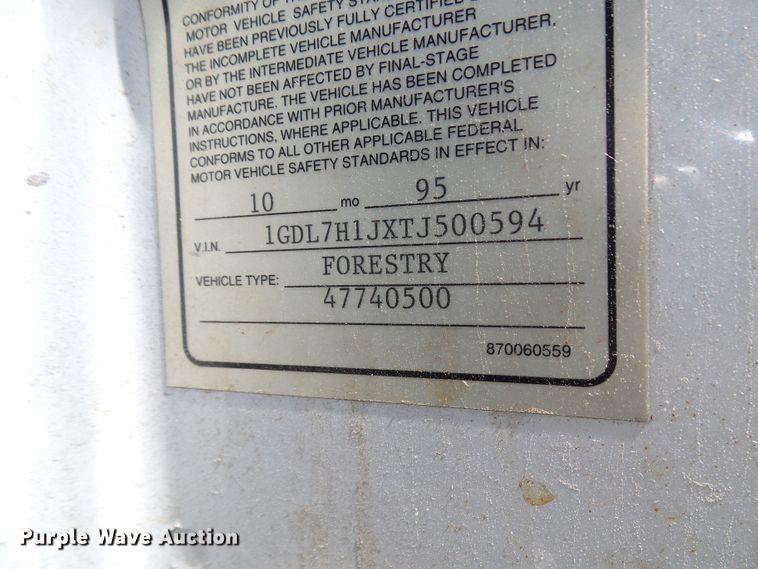 CONFORMITY OF THE
MOTOR VEHICLE SAFETY
HAVE BEEN PREVIOUSLY FULLY CERTIFIED
THE INCOMPLETE VEHICLE MANUFACTURER
OR BY THE INTERMEDIATE VEHICLE MANUFACTURER,
HAVE NOT BEEN AFFECTED BY FINAL-STAGE
MANUFACTURE. THE VEHICLE HAS BEEN COMPLETED
IN ACCORDANCE WITH PRIOR MANUFACTURER'S
INSTRUCTIONS, WHERE APPLICABLE. THIS VEHICLE
CONFORMS TO ALL OTHER APPLICABLE FEDERAL
MOTOR VEHICLE SAFETY STANDARDS IN EFFECT IN:
10 mo 95 yr
V.I.N. 1GDL7H1JXTJ500594
VEHICLE TYPE: FORESTRY
47740500
870060559
Purple Wave Auction